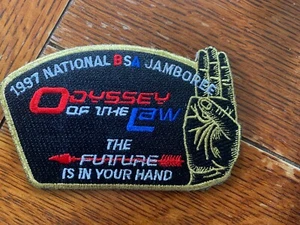 1997 NATIONAL BSA JAMBOREE
ODYSSEY
OF THE LAW
THE
FUTURE
IS IN YOUR HAND